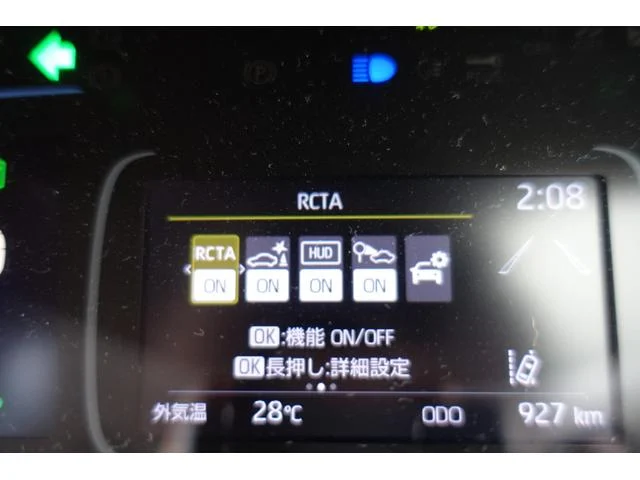 RCTA
2:08
RCTA HUD
ON ON ON ON
OK:機能 ON/OFF
OK長押し:詳細設定
外気温 28℃ ODO 927 km